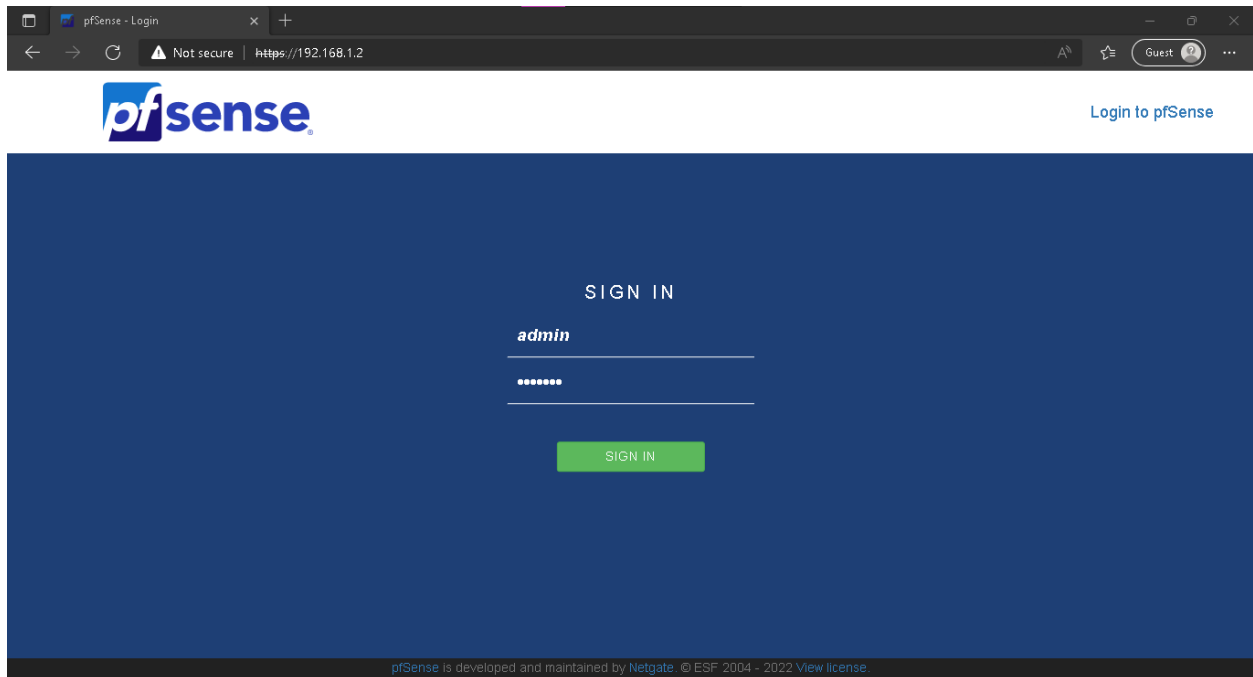 pfSense - Login
Not secure | https://192.168.1.2
Guest
pfsense
Login to pfSense
SIGN IN
admin
•••••••
SIGN IN
pfSense is developed and maintained by Netgate. © ESF 2004 - 2022 View license.